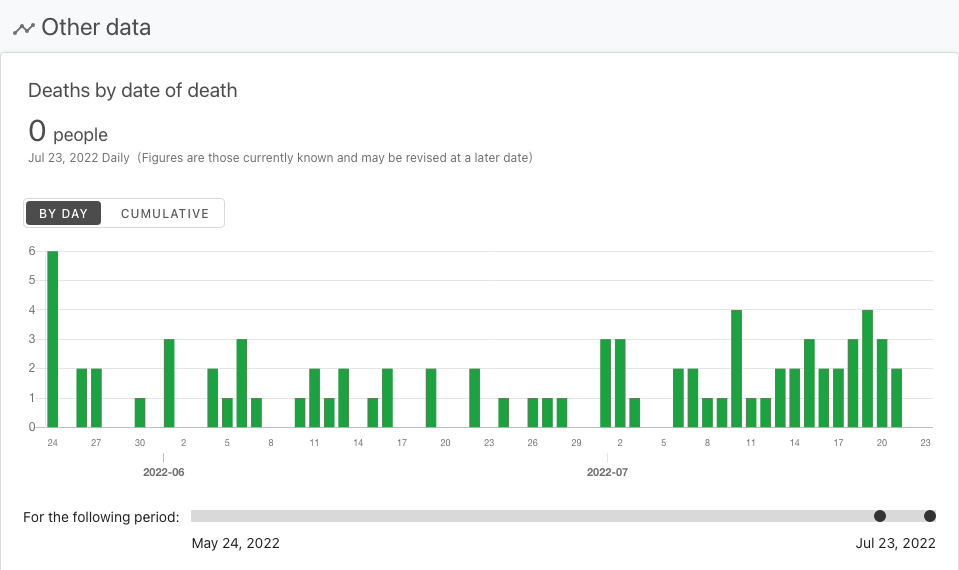 Other data
Deaths by date of death
0 people
Jul 23, 2022 Daily (Figures are those currently known and may be revised at a later date)
BY DAY CUMULATIVE
6
5
4
3
2
1
0
24 27 30 2 5 8 11 14 17 20 23 26 29 2 5 8 11 14 17 20 23
2022-06 2022-07
For the following period:
May 24, 2022 Jul 23, 2022